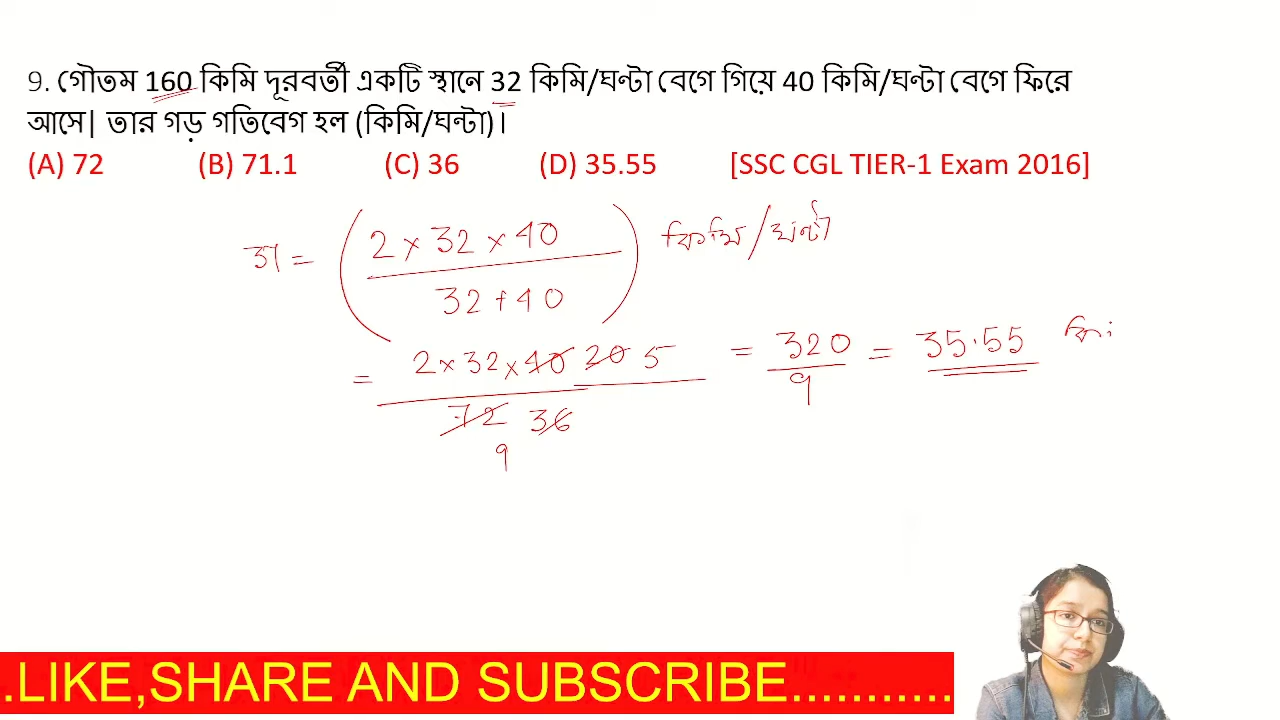 9. গৌতম 160 কিমি দূরবর্তী একটি স্থানে 32 কিমি/ঘন্টা বেগে গিয়ে 40 কিমি/ঘন্টা বেগে ফিরে
আসে| তার গড় গতিবেগ হল (কিমি/ঘন্টা)।
(A) 72 (B) 71.1 (C) 36 (D) 35.55 [SSC CGL TIER-1 Exam 2016]
2 × 32 × 40
= কিমি/ঘন্টা
32 + 40
2 × 32 × 40 20 5
= = 320 = 35.55
72 36 9
9
.LIKE,SHARE AND SUBSCRIBE...........